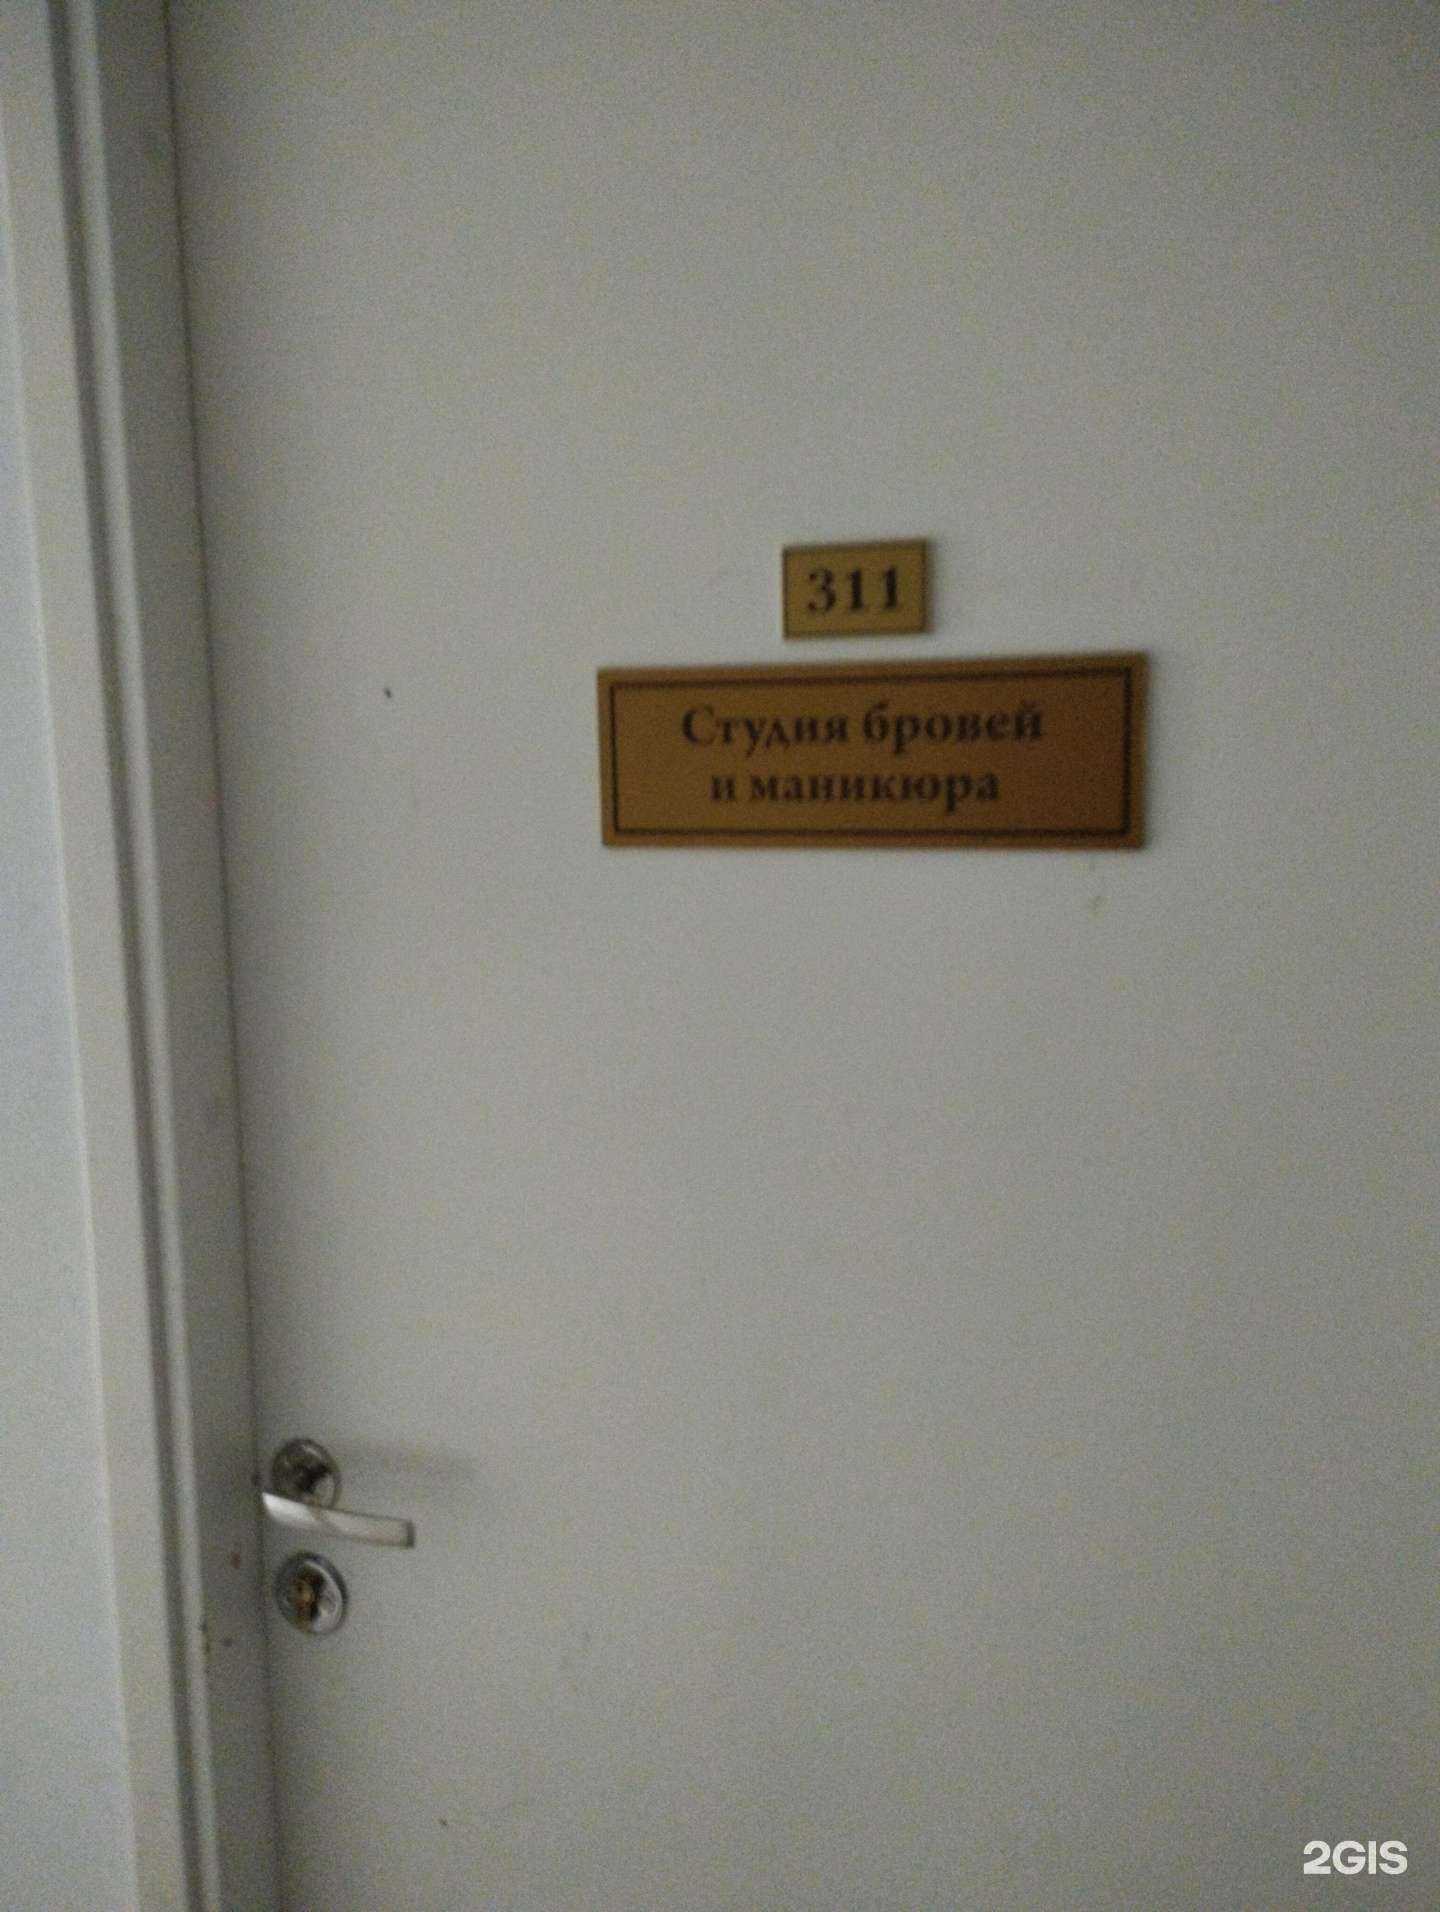 311
Студия бровей
и маникюра
2GIS